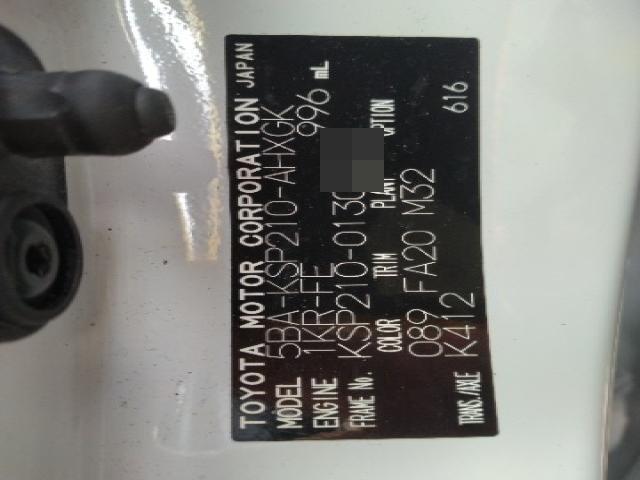 TOYOTA MOTOR CORPORATION JAPAN
MODEL 5BA-KSP210-AHXGK
ENGINE 1KR-FE 996 mL
FRAME No. KSP210-0139
COLOR TRIM PLANT OPTION
089 FA20 M32
TRANS./AXLE K412 616